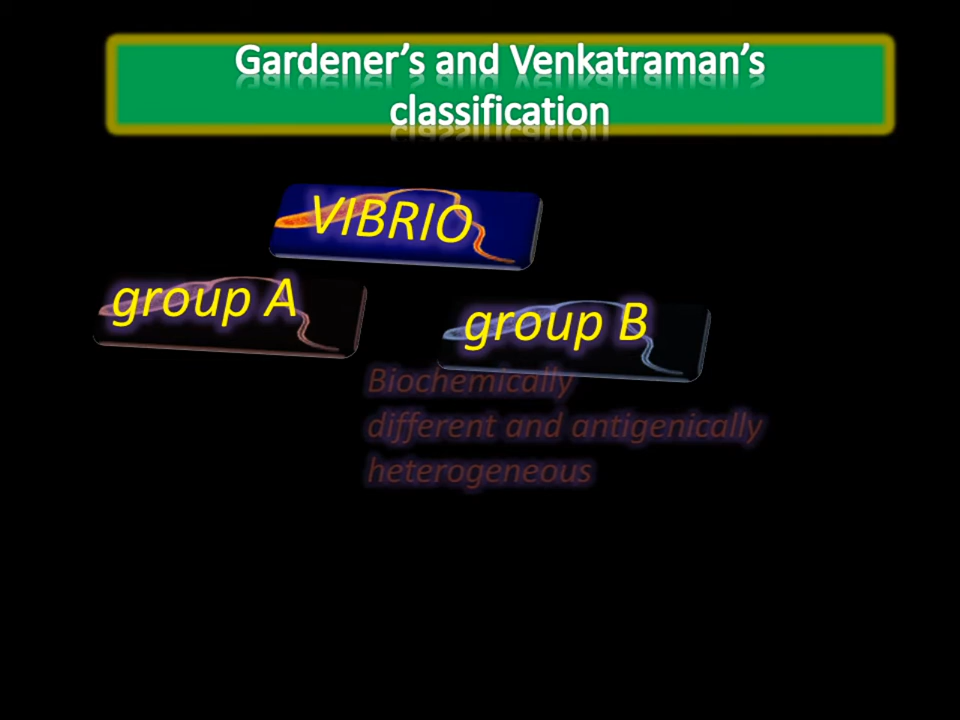 Gardener’s and Venkatraman’s
classification
VIBRIO
group A
group B
Biochemically
different and antigenically
heterogeneous